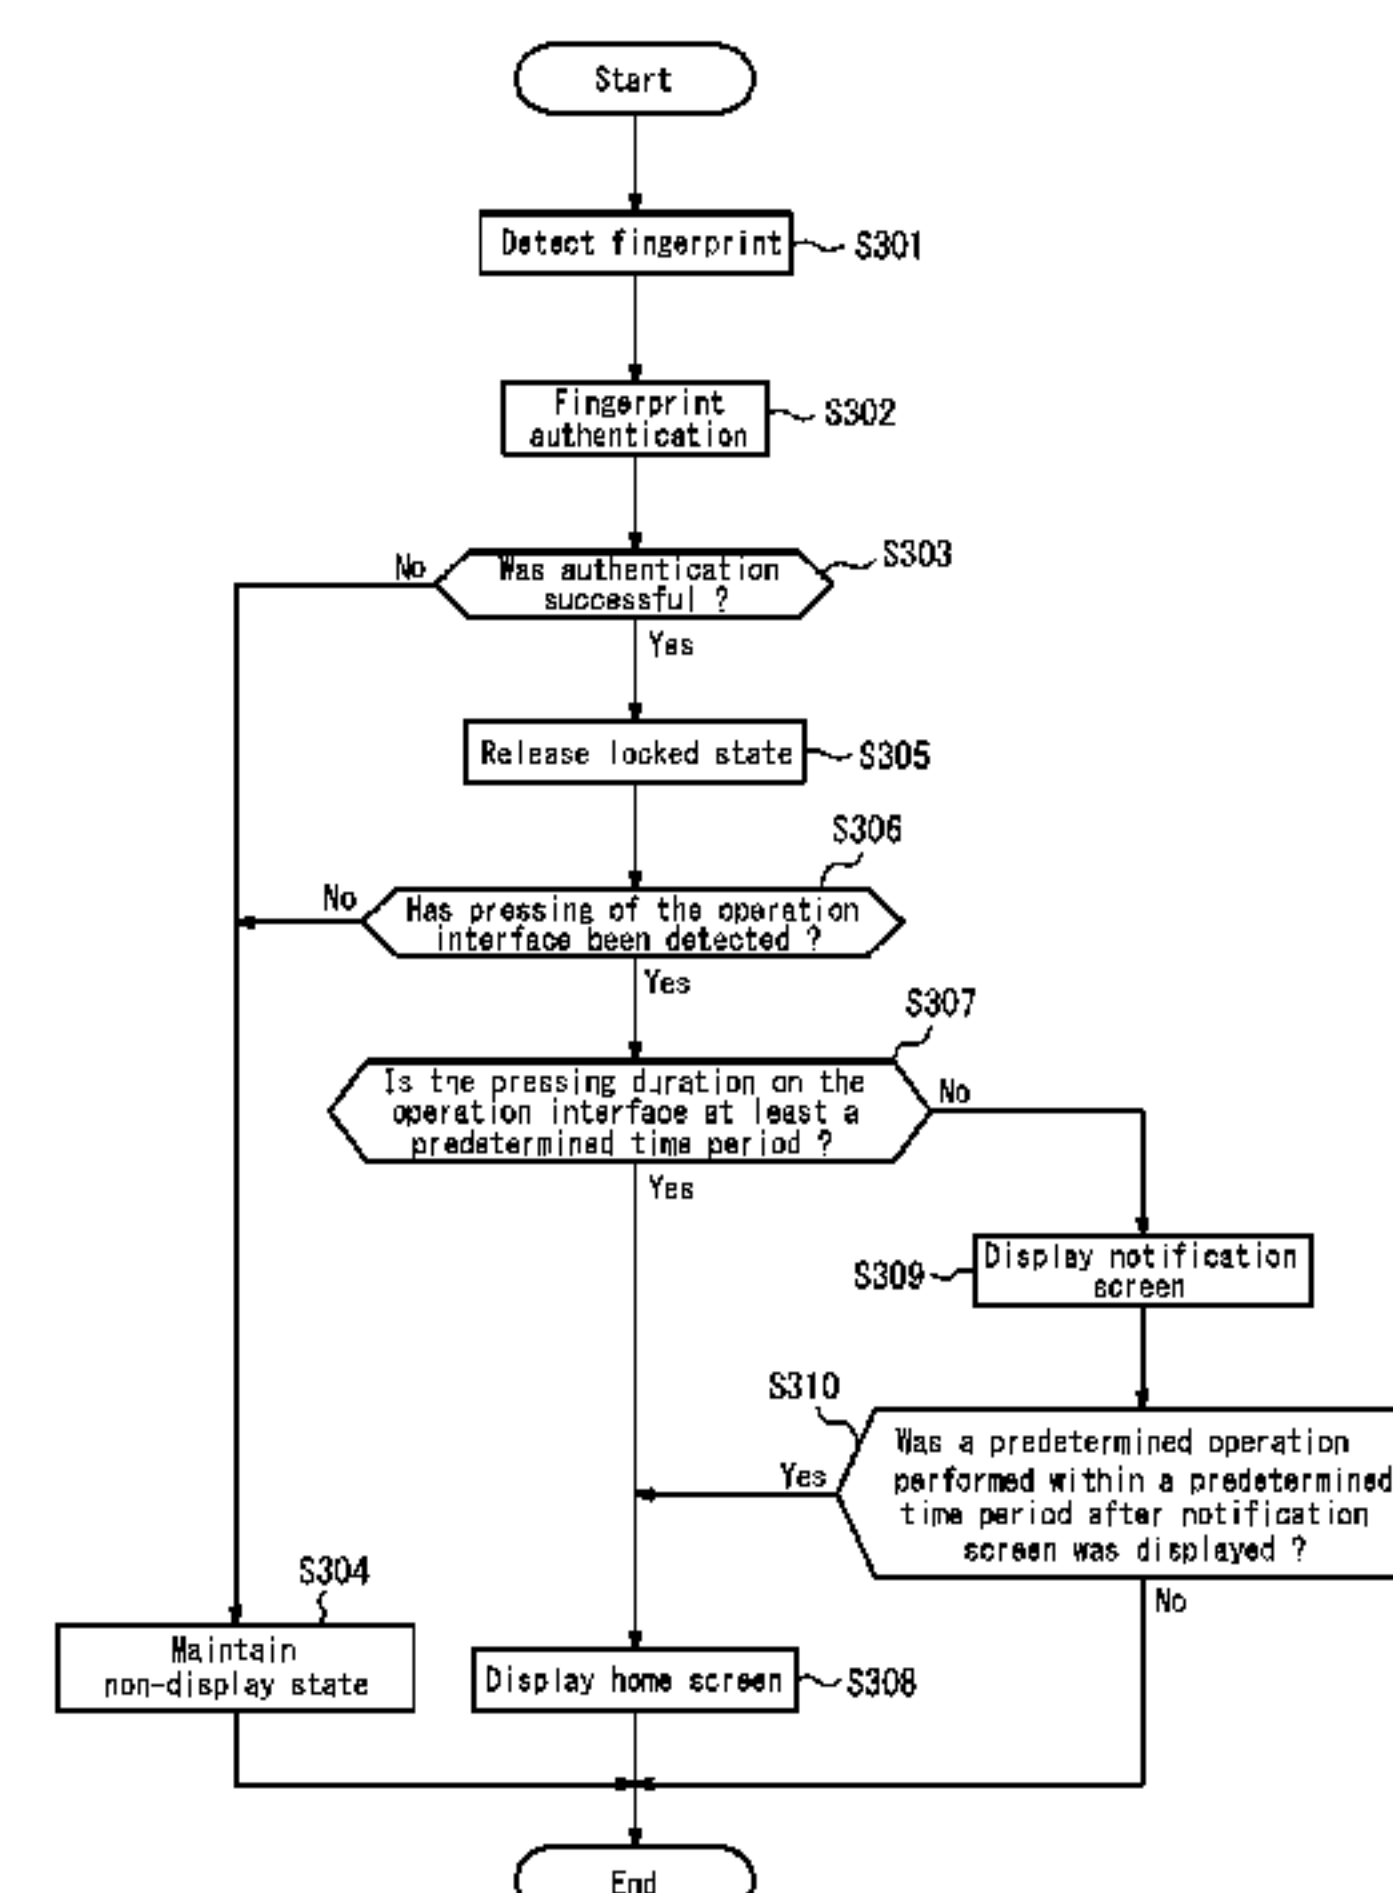 Start
Detect fingerprint
S301
Fingerprint
authentication
S302
No
Was authentication
successful ?
S303
Yes
Release locked state
S305
S306
No
Has pressing of the operation
interface been detected ?
Yes
S307
Is the pressing duration on the
operation interface at least a
predetermined time period ?
No
Yes
S309
Display notification
screen
S310
Was a predetermined operation
performed within a predetermined
time period after notification
screen was displayed ?
Yes
No
S304
Maintain
non-display state
Display home screen
S308
End